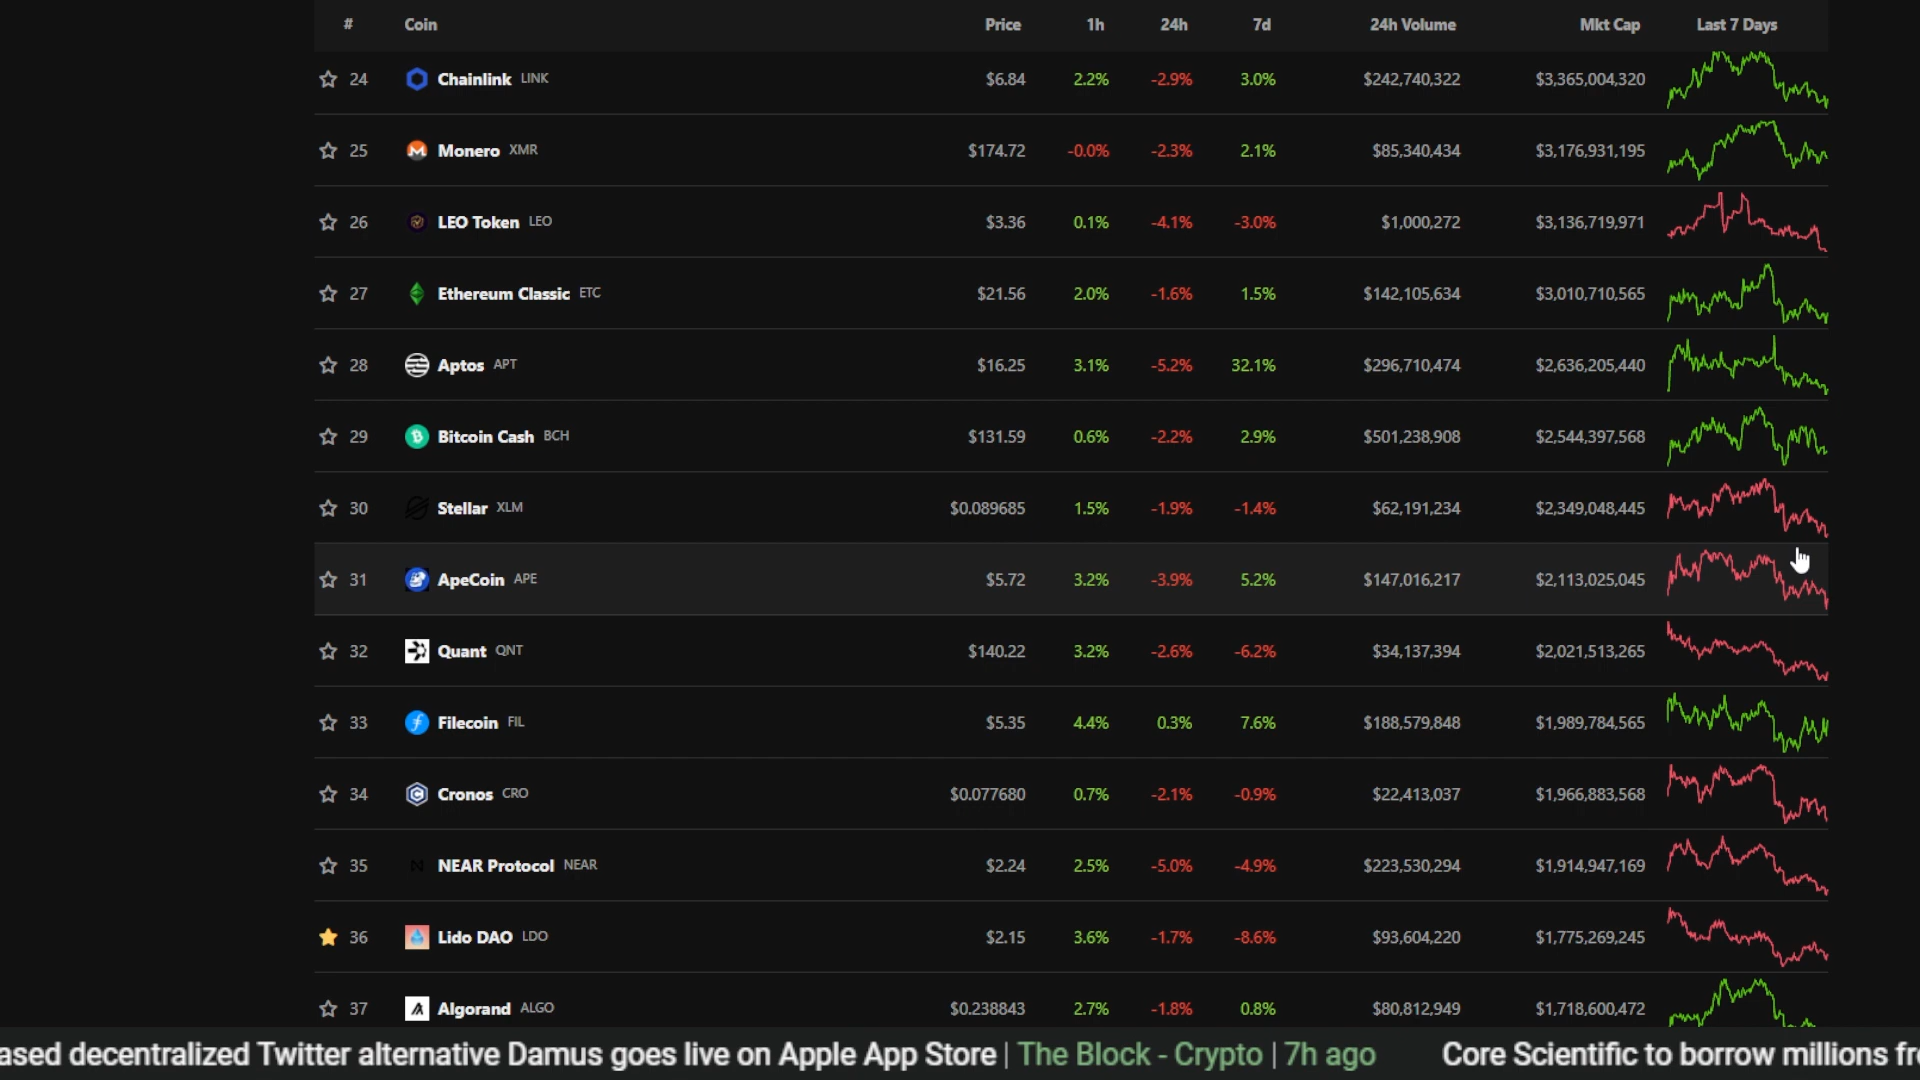 # Coin Price 1h 24h 7d 24h Volume Mkt Cap Last 7 Days
24 Chainlink LINK $6.84 2.2% -2.9% 3.0% $242,740,322 $3,365,004,320
25 Monero XMR $174.72 -0.0% -2.3% 2.1% $85,340,434 $3,176,931,195
26 LEO Token LEO $3.36 0.1% -4.1% -3.0% $1,000,272 $3,136,719,971
27 Ethereum Classic ETC $21.56 2.0% -1.6% 1.5% $142,105,634 $3,010,710,565
28 Aptos APT $16.25 3.1% -5.2% 32.1% $296,710,474 $2,636,205,440
29 Bitcoin Cash BCH $131.59 0.6% -2.2% 2.9% $501,238,908 $2,544,397,568
30 Stellar XLM $0.089685 1.5% -1.9% -1.4% $62,191,234 $2,349,048,445
31 ApeCoin APE $5.72 3.2% -3.9% 5.2% $147,016,217 $2,113,025,045
32 Quant QNT $140.22 3.2% -2.6% -6.2% $34,137,394 $2,021,513,265
33 Filecoin FIL $5.35 4.4% 0.3% 7.6% $188,579,848 $1,989,784,565
34 Cronos CRO $0.077680 0.7% -2.1% -0.9% $22,413,037 $1,966,883,568
35 NEAR Protocol NEAR $2.24 2.5% -5.0% -4.9% $223,530,294 $1,914,947,169
36 Lido DAO LDO $2.15 3.6% -1.7% -8.6% $93,604,220 $1,775,269,245
37 Algorand ALGO $0.238843 2.7% -1.8% 0.8% $80,812,949 $1,718,600,472
ased decentralized Twitter alternative Damus goes live on Apple App Store | The Block - Crypto | 7h ago Core Scientific to borrow millions fr